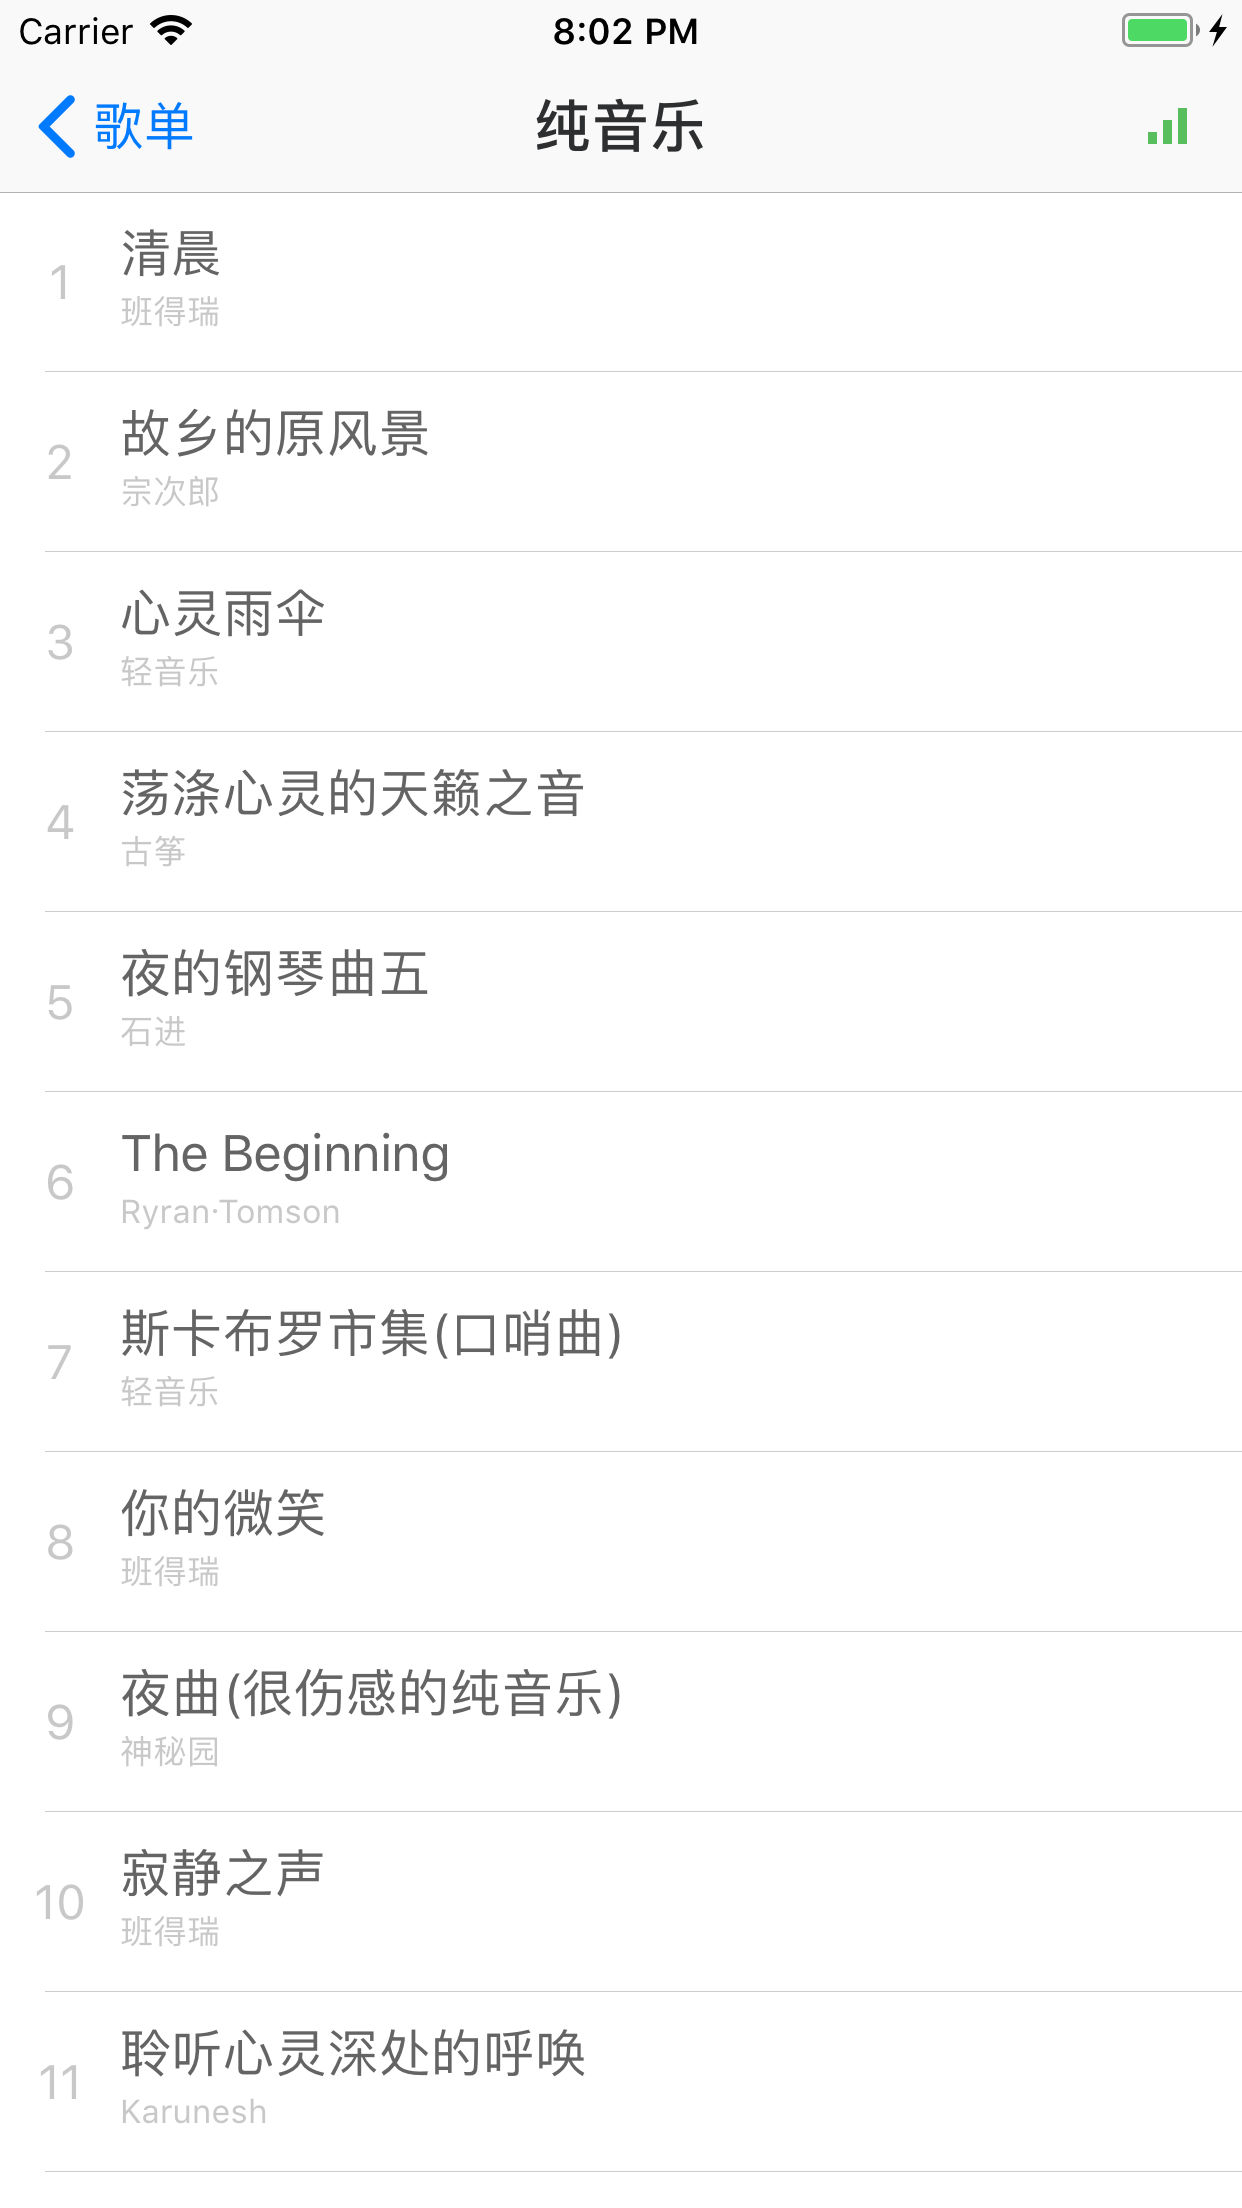 Carrier 8:02 PM
歌单 纯音乐
1 清晨
班得瑞
2 故乡的原风景
宗次郎
3 心灵雨伞
轻音乐
4 荡涤心灵的天籁之音
古筝
5 夜的钢琴曲五
石进
6 The Beginning
Ryran·Tomson
7 斯卡布罗市集(口哨曲)
轻音乐
8 你的微笑
班得瑞
9 夜曲(很伤感的纯音乐)
神秘园
10 寂静之声
班得瑞
11 聆听心灵深处的呼唤
Karunesh